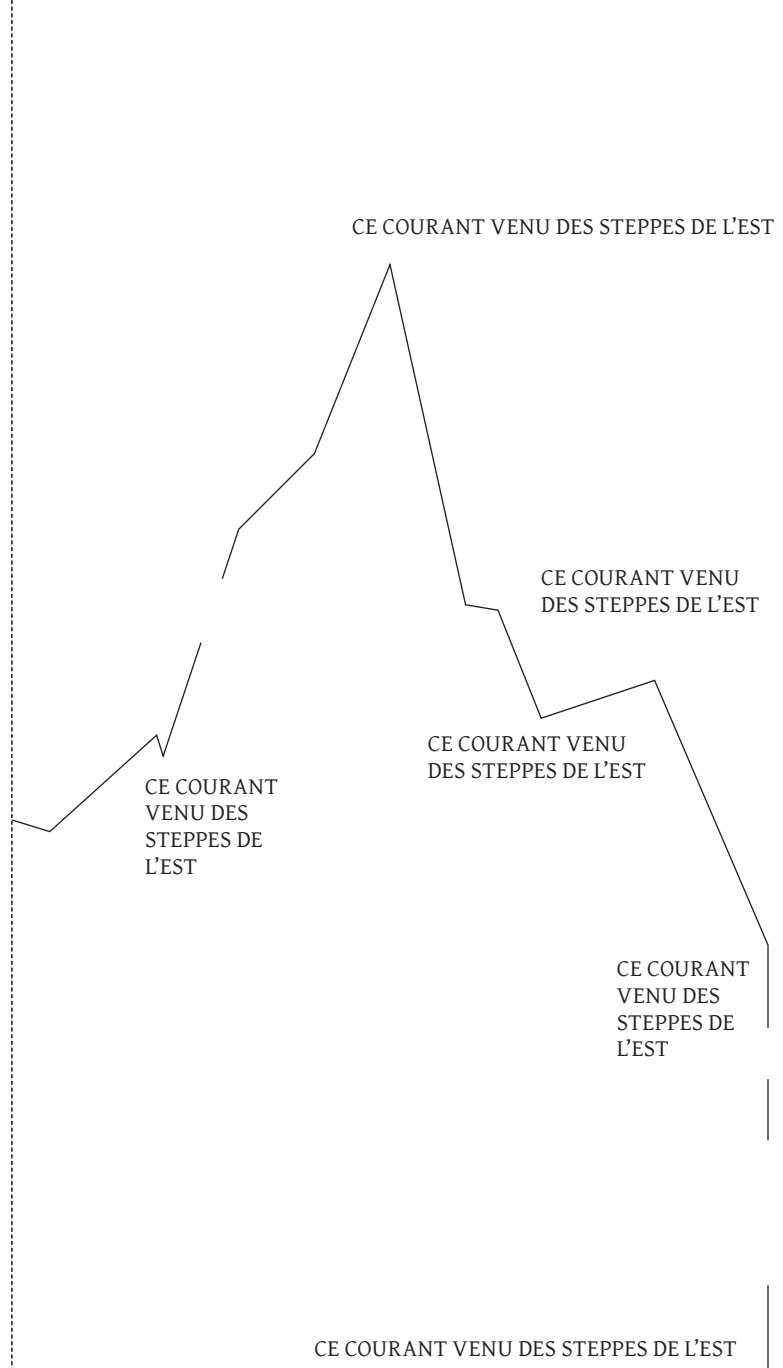 CE COURANT VENU DES STEPPES DE L’EST
CE COURANT VENU
DES STEPPES DE L’EST
CE COURANT VENU
DES STEPPES DE L’EST
CE COURANT
VENU DES
STEPPES DE
L’EST
CE COURANT
VENU DES
STEPPES DE
L’EST
CE COURANT VENU DES STEPPES DE L’EST